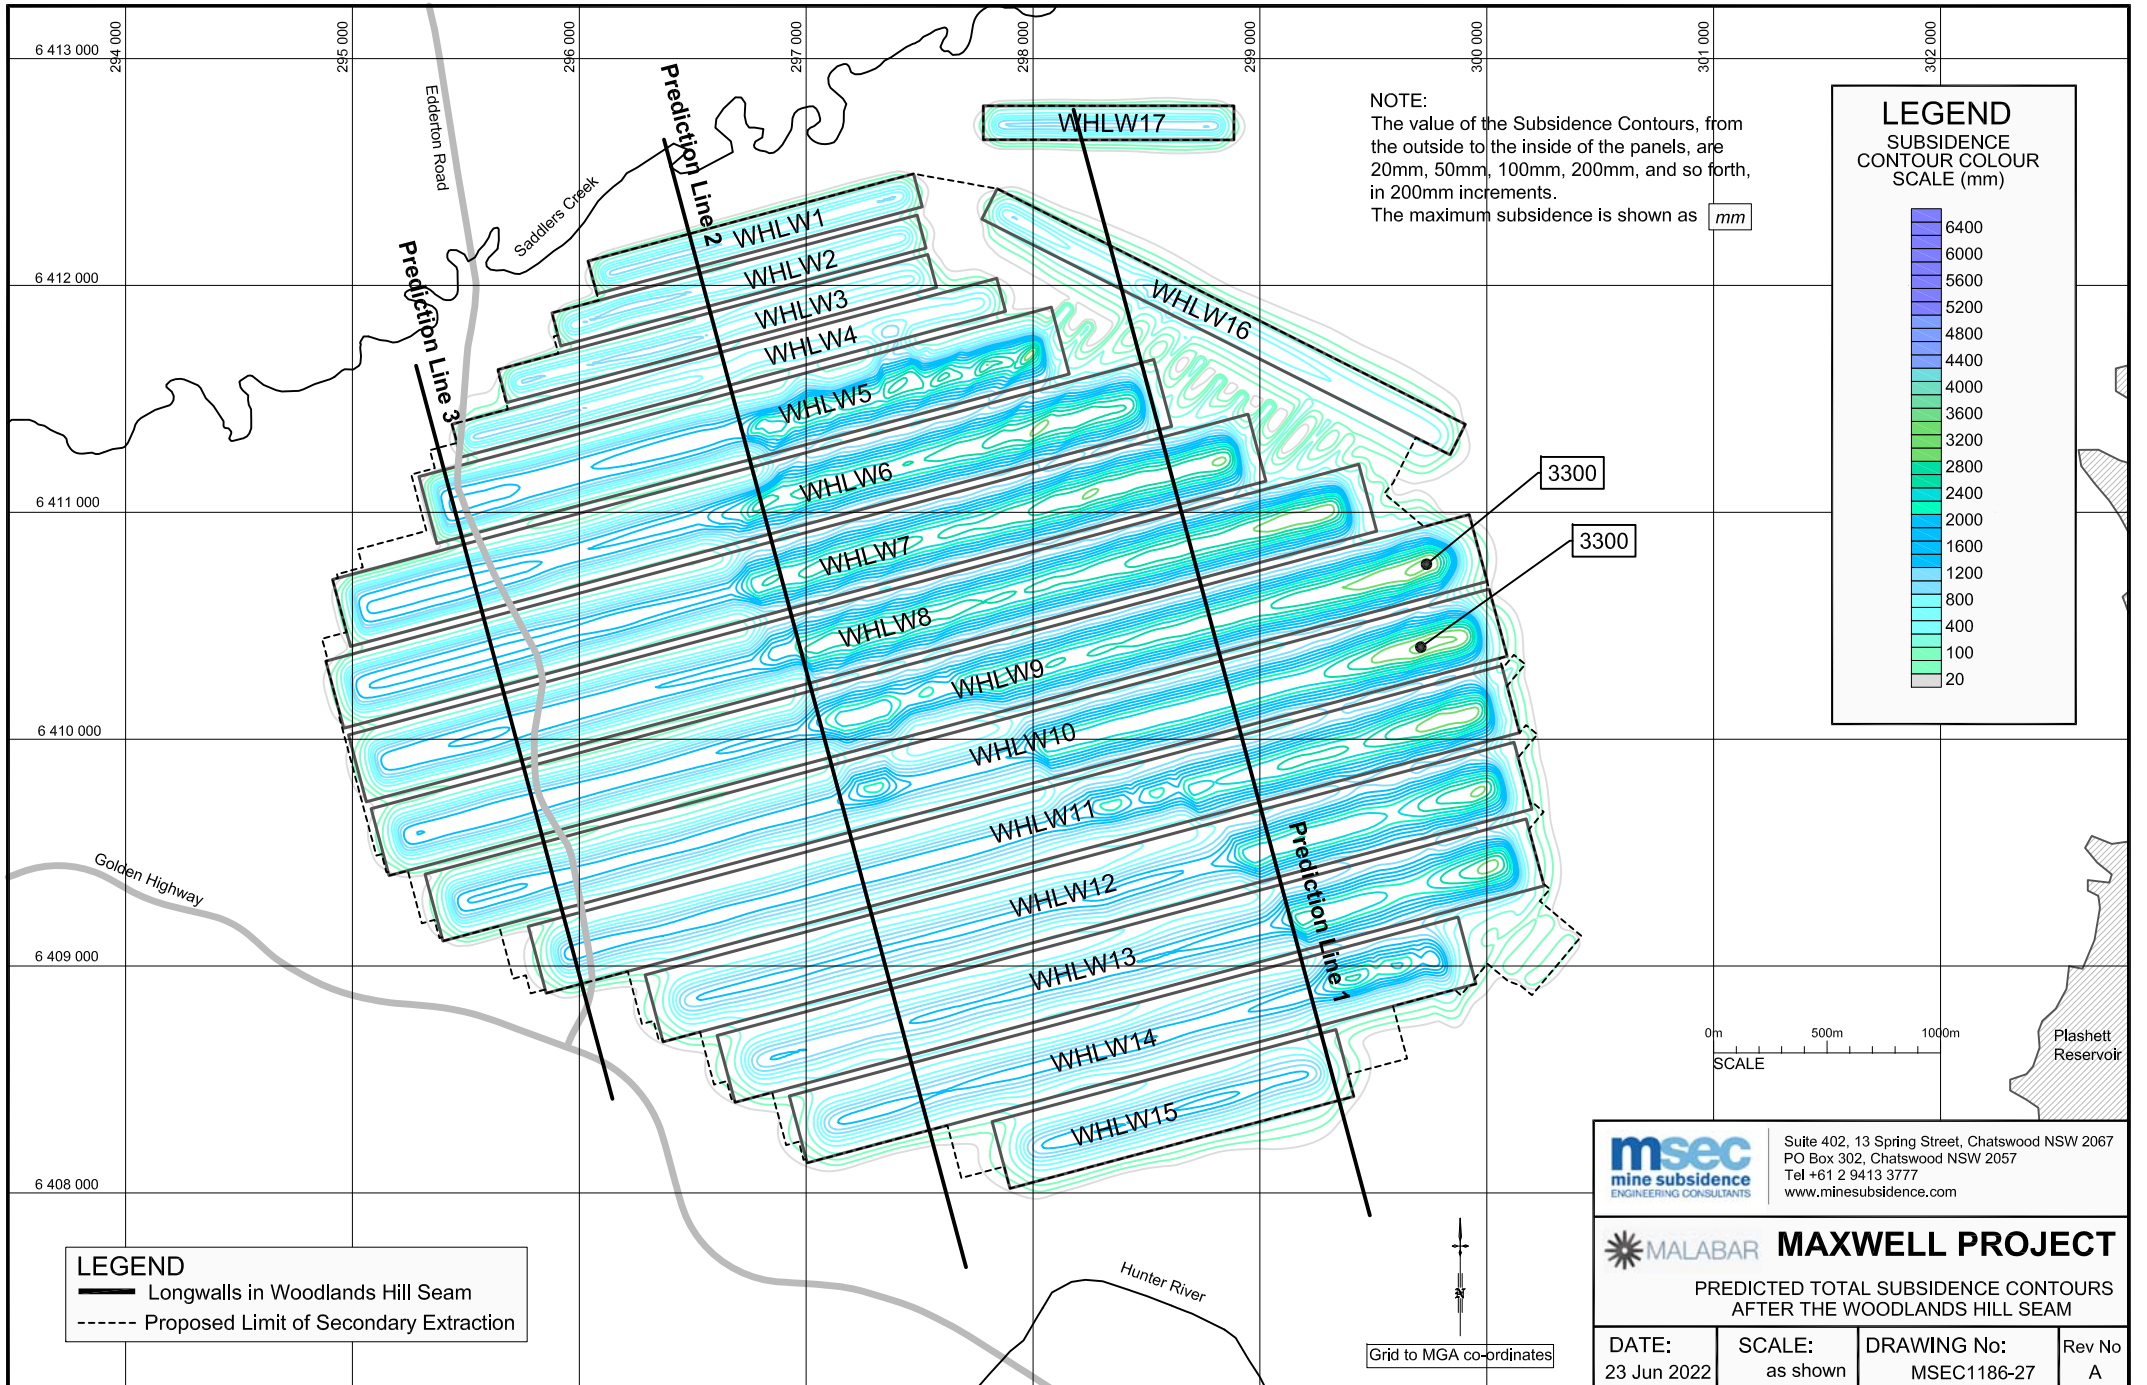 294 000
295 000
296 000
297 000
298 000
299 000
300 000
301 000
302 000
6 413 000
6 412 000
6 411 000
6 410 000
6 409 000
6 408 000
Edderton Road
Saddlers Creek
Golden Highway
Hunter River
Plashett
Reservoir
Prediction Line 2
Prediction Line 3
Prediction Line 1
WHLW17
WHLW1
WHLW2
WHLW3
WHLW4
WHLW16
WHLW5
WHLW6
WHLW7
WHLW8
WHLW9
WHLW10
WHLW11
WHLW12
WHLW13
WHLW14
WHLW15
3300
3300
NOTE:
The value of the Subsidence Contours, from
the outside to the inside of the panels, are
20mm, 50mm, 100mm, 200mm, and so forth,
in 200mm increments.
The maximum subsidence is shown as mm
LEGEND
SUBSIDENCE
CONTOUR COLOUR
SCALE (mm)
6400
6000
5600
5200
4800
4400
4000
3600
3200
2800
2400
2000
1600
1200
800
400
100
20
0m 500m 1000m
SCALE
LEGEND
Longwalls in Woodlands Hill Seam
Proposed Limit of Secondary Extraction
N
Grid to MGA co-ordinates
msec
mine subsidence
ENGINEERING CONSULTANTS
Suite 402, 13 Spring Street, Chatswood NSW 2067
PO Box 302, Chatswood NSW 2057
Tel +61 2 9413 3777
www.minesubsidence.com
MALABAR
MAXWELL PROJECT
PREDICTED TOTAL SUBSIDENCE CONTOURS
AFTER THE WOODLANDS HILL SEAM
DATE:
23 Jun 2022
SCALE:
as shown
DRAWING No:
MSEC1186-27
Rev No
A